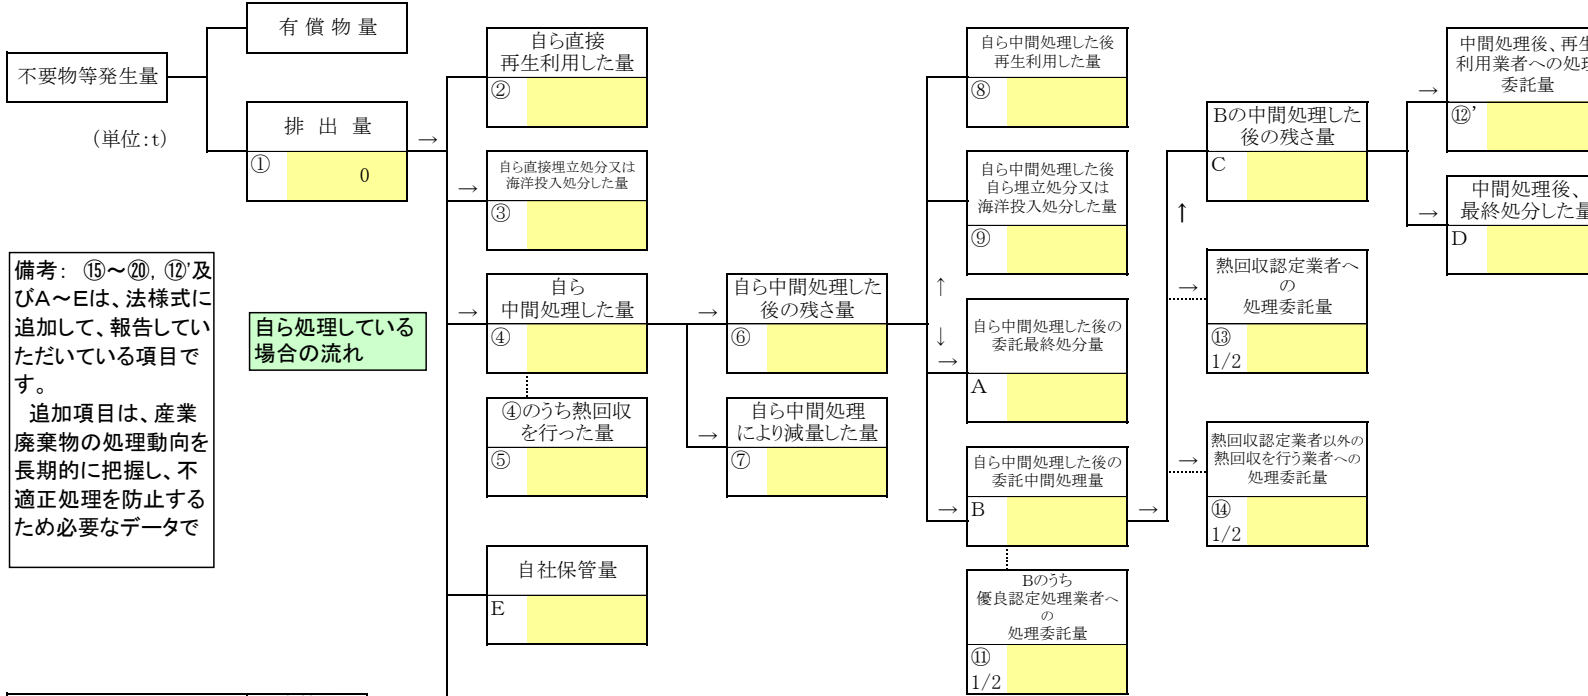 有 償 物 量
不要物等発生量
(単位:t)
排 出 量
①
0
→
自ら直接
再生利用した量
②
自ら直接埋立処分又は
海洋投入処分した量
→
③
自ら
中間処理した量
→
④
④のうち熱回収
を行った量
⑤
自社保管量
E
備考: ⑮～⑳, ⑫'及
びA～Eは、法様式に
追加して、報告してい
ただいている項目で
す。
追加項目は、産業
廃棄物の処理動向を
長期的に把握し、不
適正処理を防止する
ため必要なデータで
自ら処理している
場合の流れ
自ら中間処理した
後の残さ量
→
⑥
自ら中間処理
により減量した量
→
⑦
自ら中間処理した後
再生利用した量
⑧
自ら中間処理した後
自ら埋立処分又は
海洋投入処分した量
⑨
↑
↓
→
自ら中間処理した後の
委託最終処分量
A
自ら中間処理した後の
委託中間処理量
→
B
→
Bのうち
優良認定処理業者へ
の
処理委託量
⑪
1/2
Bの中間処理した
後の残さ量
C
↑
熱回収認定業者へ
の
処理委託量
→
⑬
1/2
熱回収認定業者以外の
熱回収を行う業者への
処理委託量
→
⑭
1/2
中間処理後、再生
利用業者への処理
委託量
→
⑫'
中間処理後、
最終処分した量
→
D